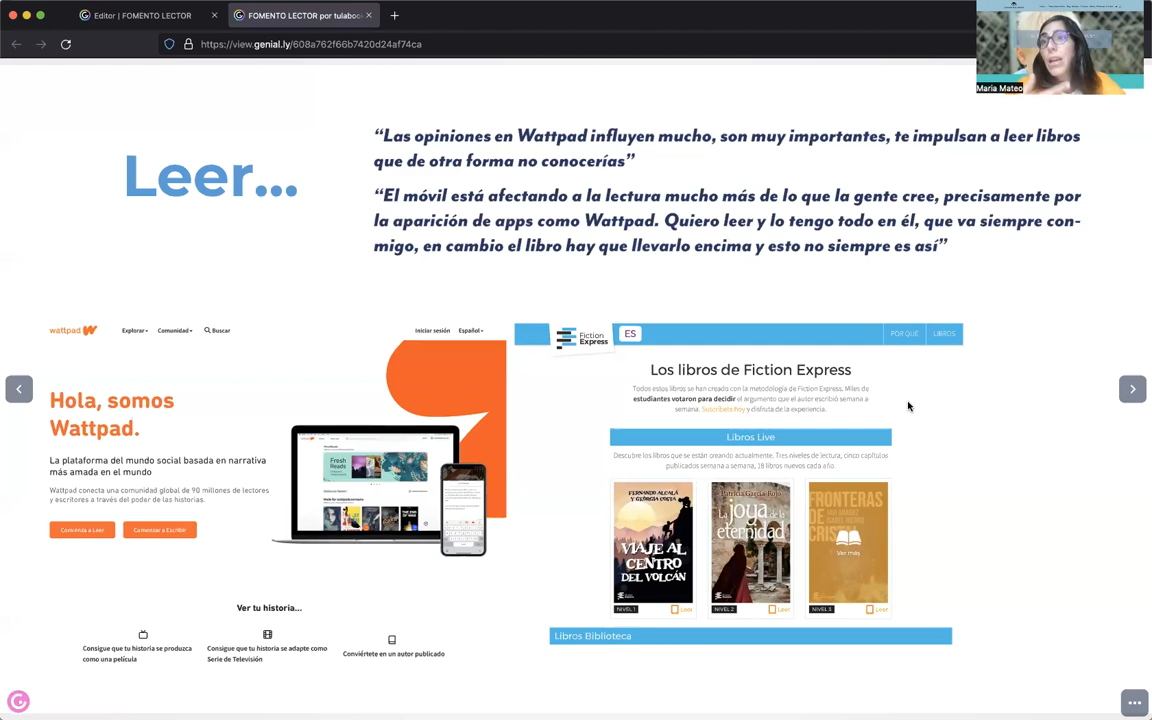 Editor | FOMENTO LECTOR
FOMENTO LECTOR por tulaboc
https://view.genial.ly/608a762f66b7420d24af74ca
Maria Mateo
Leer...
“Las opiniones en Wattpad influyen mucho, son muy importantes, te impulsan a leer libros
que de otra forma no conocerías”
“El móvil está afectando a la lectura mucho más de lo que la gente cree, precisamente por
la aparición de apps como Wattpad. Quiero leer y lo tengo todo en él, que va siempre con-
migo, en cambio el libro hay que llevarlo encima y esto no siempre es así”
wattpad
Explorar
Comunidad
Buscar
Iniciar sesión
Español
Hola, somos
Wattpad.
La plataforma del mundo social basada en narrativa
más amada en el mundo
Wattpad conecta una comunidad global de 90 millones de lectores
y escritores a través del poder de las historias.
Comienza a Leer
Comenzar a Escribir
Fresh
Reads
Ver tu historia...
Consigue que tu historia se produzca
como una película
Consigue que tu historia se adapte como
Serie de Televisión
Conviértete en un autor publicado
Fiction
Express
ES
POR QUÉ
LIBROS
Los libros de Fiction Express
Todos estos libros se han creado con la metodología de Fiction Express. Miles de
estudiantes votaron para decidir el argumento que el autor escribió semana a
semana. Suscríbete hoy y disfruta de la experiencia.
Libros Live
Descubre los libros que se están creando actualmente. Tres niveles de lectura, cinco capítulos
publicados semana a semana, 18 libros nuevos cada año.
FERNANDO ALCALÁ
Y GEÒRGIA COSTA
VIAJE AL
CENTRO
DEL VOLCÁN
NIVEL 1
Leer
Patricia García-Rojo
La joya de la
eternidad
NIVEL 2
Leer
FRONTERAS
DE
CRIST
Ver más
NIVEL 3
Leer
Libros Biblioteca